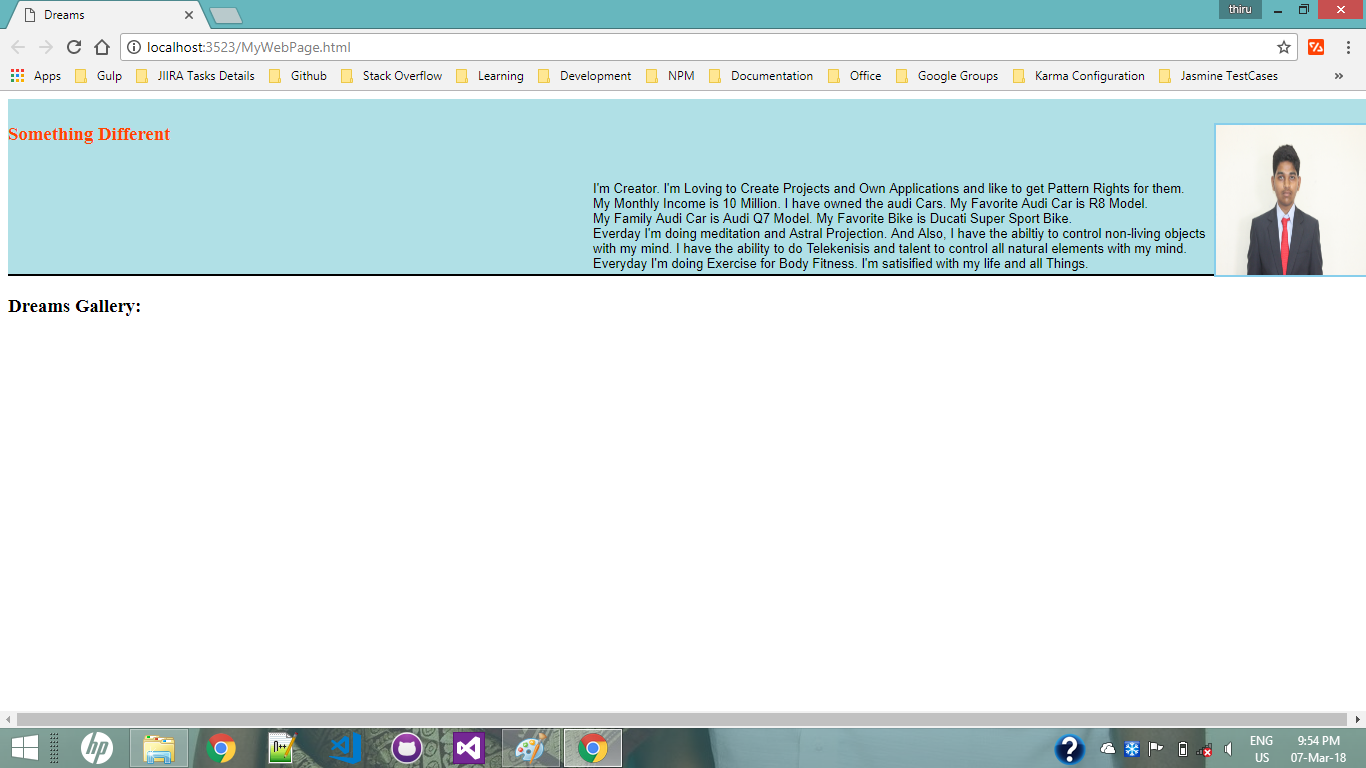 Dreams
thiru
localhost:3523/MyWebPage.html
Apps Gulp JIIRA Tasks Details Github Stack Overflow Learning Development NPM Documentation Office Google Groups Karma Configuration Jasmine TestCases »
Something Different
I'm Creator. I'm Loving to Create Projects and Own Applications and like to get Pattern Rights for them.
My Monthly Income is 10 Million. I have owned the audi Cars. My Favorite Audi Car is R8 Model.
My Family Audi Car is Audi Q7 Model. My Favorite Bike is Ducati Super Sport Bike.
Everday I'm doing meditation and Astral Projection. And Also, I have the abiltiy to control non-living objects
with my mind. I have the ability to do Telekenisis and talent to control all natural elements with my mind.
Everyday I'm doing Exercise for Body Fitness. I'm satisified with my life and all Things.
Dreams Gallery:
hp
?
ENG 9:54 PM
US 07-Mar-18